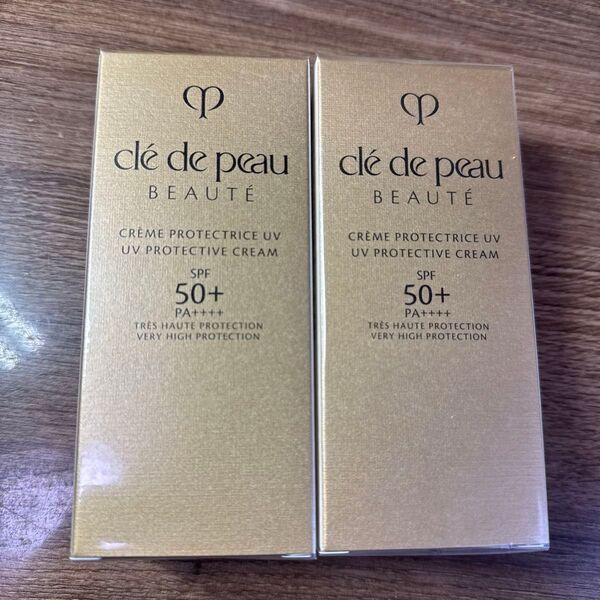 clé de peau
BEAUTÉ
CRÈME PROTECTRICE UV
UV PROTECTIVE CREAM
SPF
50+
PA++++
TRÈS HAUTE PROTECTION
VERY HIGH PROTECTION
clé de peau
BEAUTÉ
CRÈME PROTECTRICE UV
UV PROTECTIVE CREAM
SPF
50+
PA++++
TRÈS HAUTE PROTECTION
VERY HIGH PROTECTION